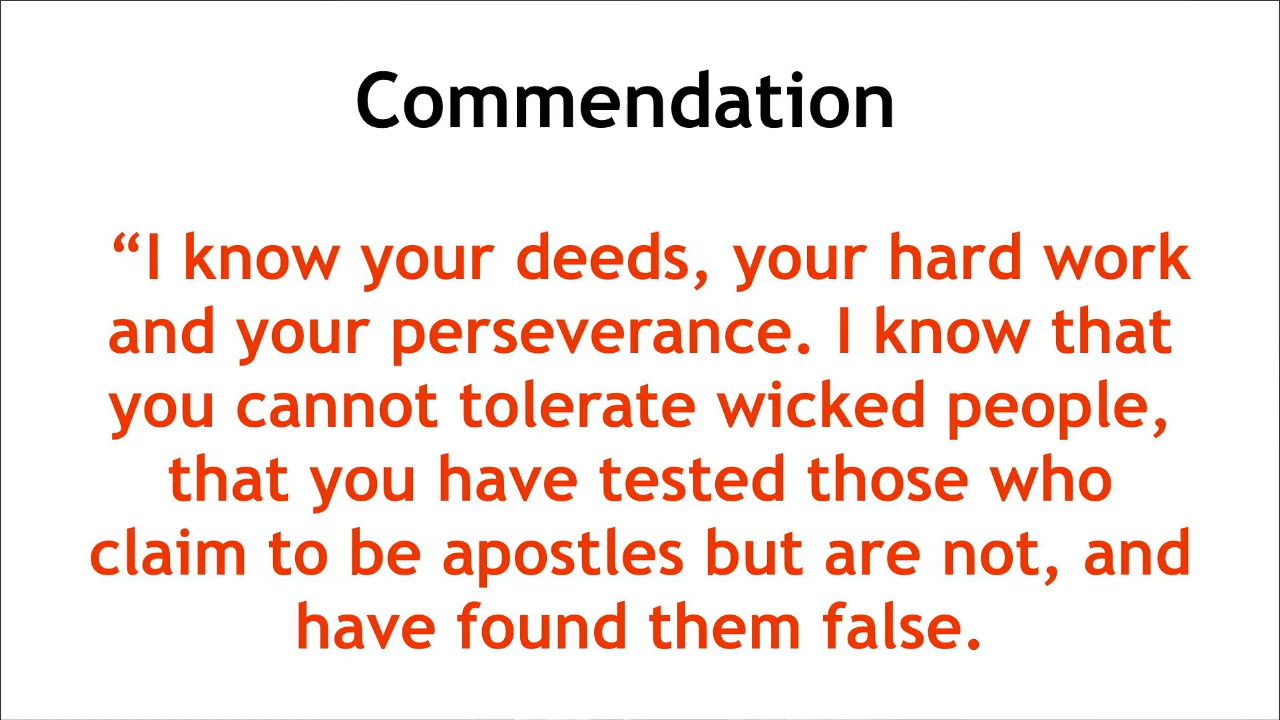 Commendation
“I know your deeds, your hard work
and your perseverance. I know that
you cannot tolerate wicked people,
that you have tested those who
claim to be apostles but are not, and
have found them false.